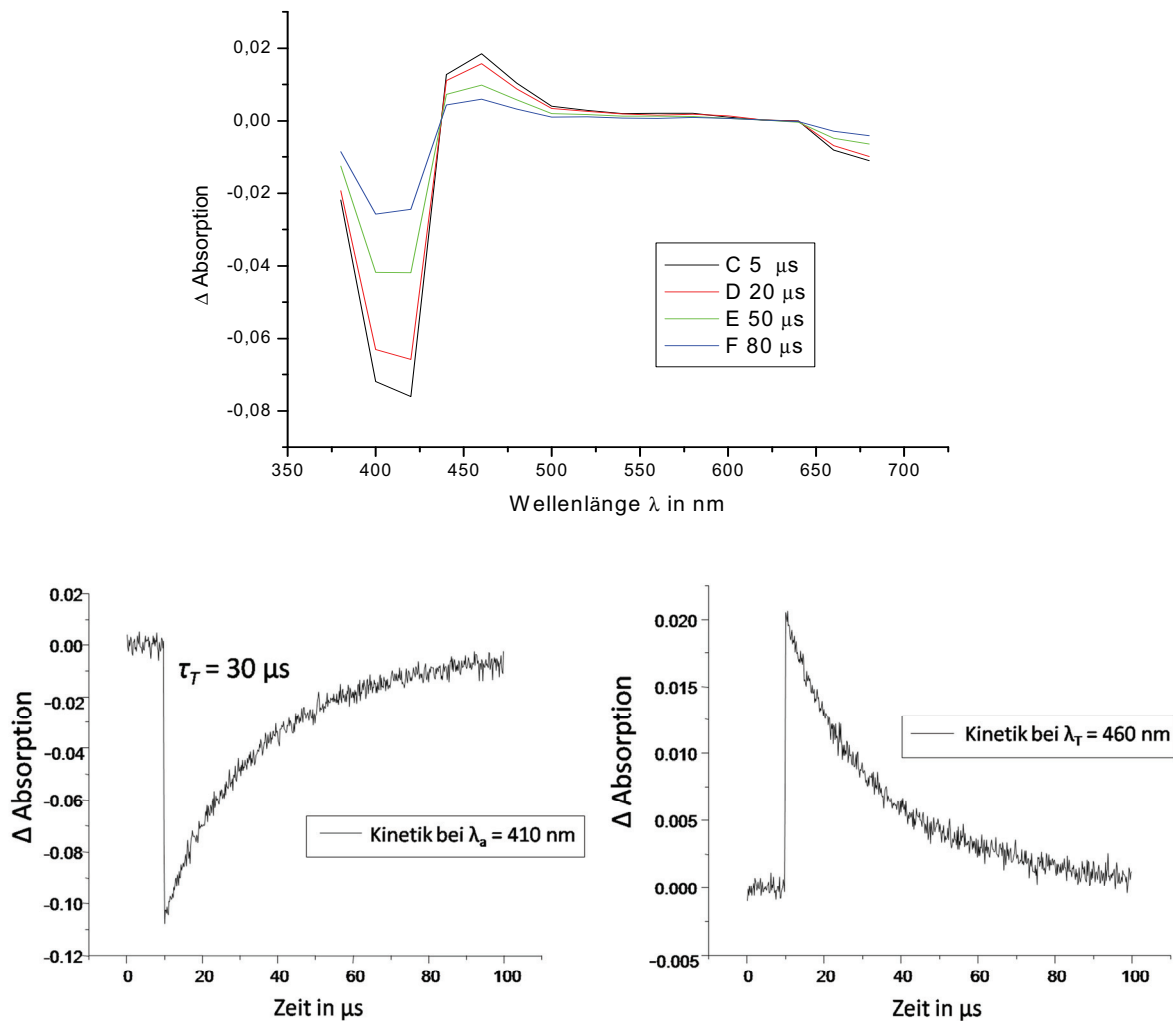 0,02
0,00
-0,02
-0,04
-0,06
-0,08
Δ Absorption
C 5 μs
D 20 μs
E 50 μs
F 80 μs
350 400 450 500 550 600 650 700
Wellenlänge λ in nm
0.02
0.00
-0.02
-0.04
-0.06
-0.08
-0.10
-0.12
Δ Absorption
τT = 30 μs
Kinetik bei λa = 410 nm
0 20 40 60 80 100
Zeit in μs
0.020
0.015
0.010
0.005
0.000
-0.005
Δ Absorption
Kinetik bei λT = 460 nm
0 20 40 60 80 100
Zeit in μs